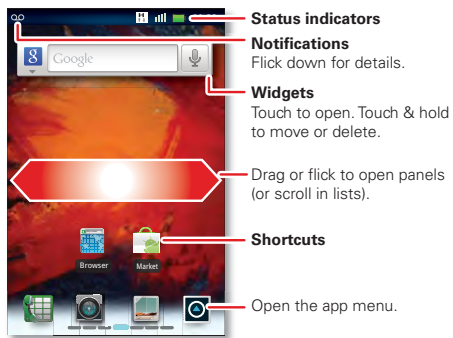 Status indicators
Notifications
Flick down for details.
8 Google
Widgets
Touch to open. Touch & hold
to move or delete.
Drag or flick to open panels
(or scroll in lists).
Shortcuts
Browser Market
Open the app menu.